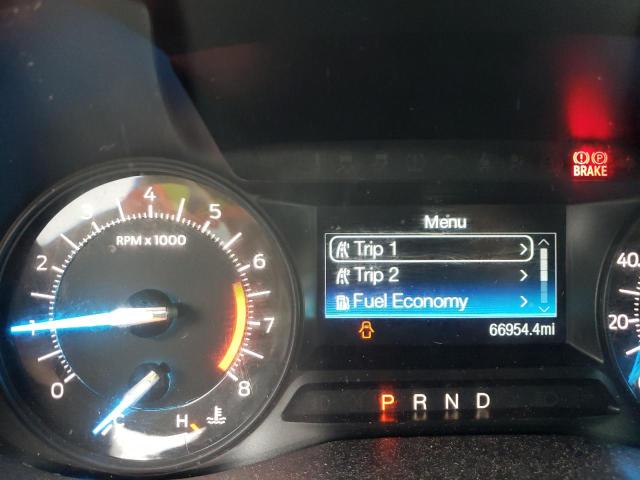 BRAKE
Menu
Trip 1
Trip 2
Fuel Economy
66954.4mi
P R N D
RPM x 1000
0 1 2 3 4 5 6 7 8
C H
40
20